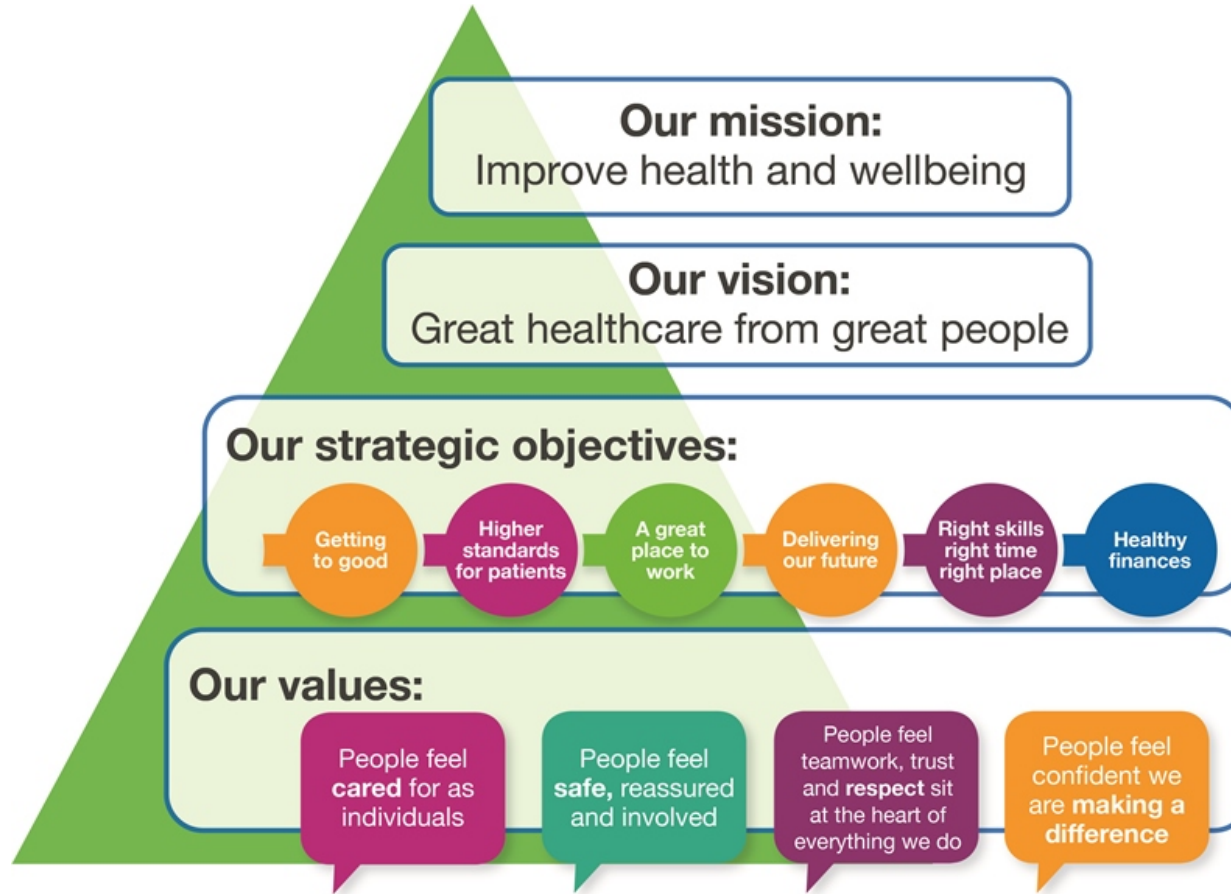 Our mission:
Improve health and wellbeing
Our vision:
Great healthcare from great people
Our strategic objectives:
Getting
to good
Higher
standards
for patients
A great
place to
work
Delivering
our future
Right skills
right time
right place
Healthy
finances
Our values:
People feel
cared for as
individuals
People feel
safe, reassured
and involved
People feel
teamwork, trust
and respect sit
at the heart of
everything we do
People feel
confident we
are making a
difference